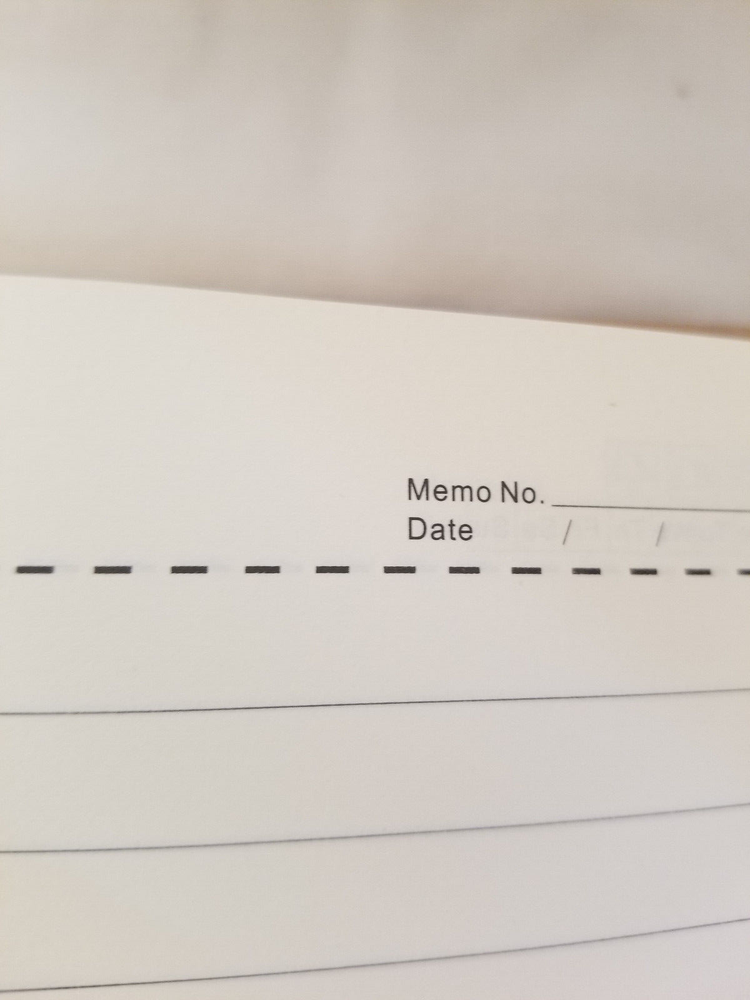 Memo No.
Date / /